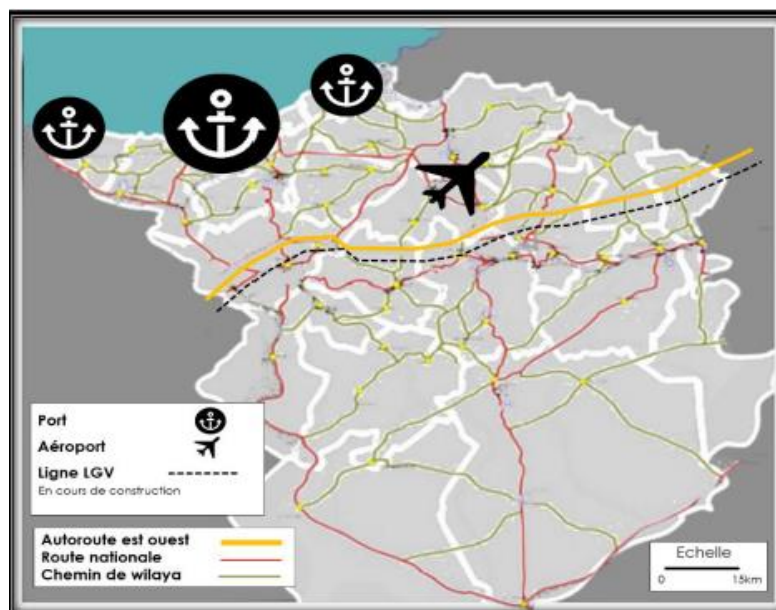 Port
Aéroport
Ligne LGV
En cours de construction
Autoroute est ouest
Route nationale
Chemin de wilaya
Echelle
0 15km